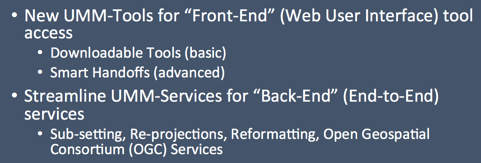 • New UMM-Tools for “Front-End” (Web User Interface) tool
access
• Downloadable Tools (basic)
• Smart Handoffs (advanced)
• Streamline UMM-Services for “Back-End” (End-to-End)
services
• Sub-setting, Re-projections, Reformatting, Open Geospatial
Consortium (OGC) Services